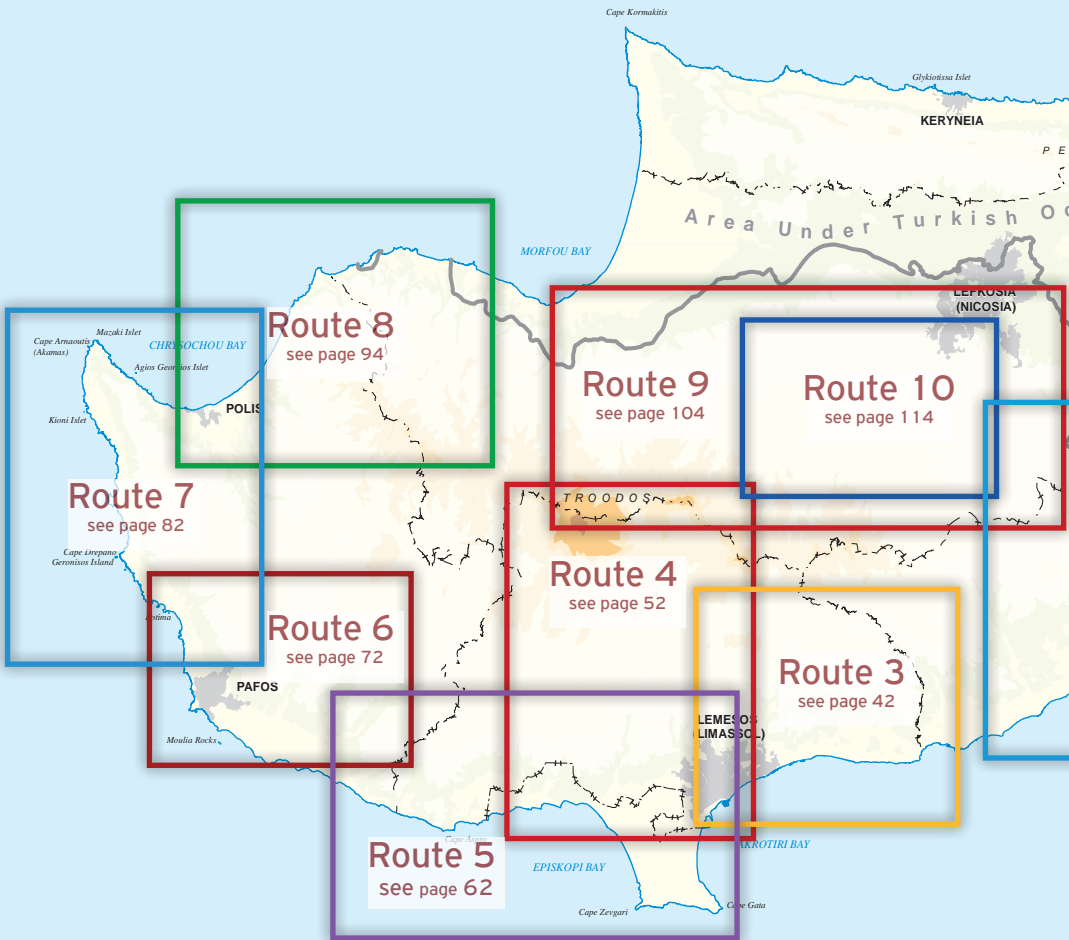 Cape Kormakitis
Glykiotissa Islet
KERYNEIA
P E
Area Under Turkish Oc
MORFOU BAY
LEFKOSIA
(NICOSIA)
Route 8
see page 94
Mazaki Islet
Cape Arnaoutis
(Akamas)
CHRYSOCHOU BAY
Agios Georgios Islet
POLIS
Kioni Islet
Route 9
see page 104
Route 10
see page 114
Route 7
see page 82
TROODOS
Cape Drepano
Geronisos Island
Route 4
see page 52
Route 6
see page 72
PAFOS
Moulia Rocks
Route 3
see page 42
LEMESOS
(LIMASSOL)
Cape Aspro
Route 5
see page 62
EPISKOPI BAY
AKROTIRI BAY
Cape Zevgari
Cape Gata